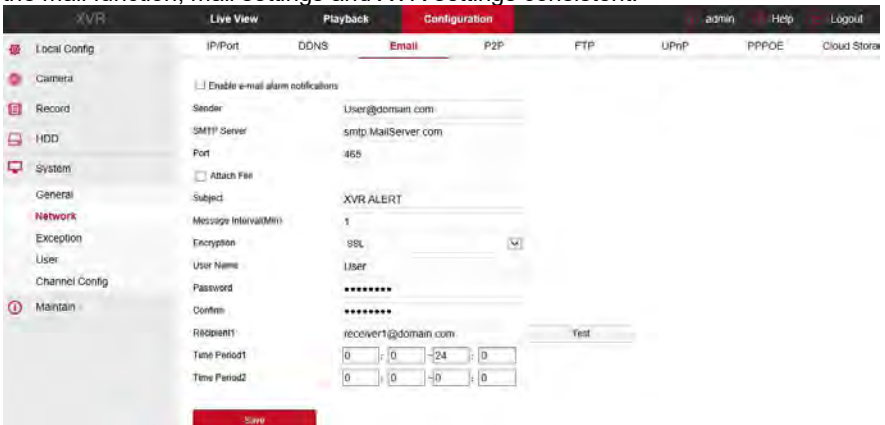 the mail function, mail settings and XVR settings consistent.
XVR Live View Playback Configuration admin Help Logout
Local Config IP/Port DDNS Email P2P FTP UPnP PPPOE Cloud Stora
Camera
Enable e-mail alarm notifications
Record Sender User@domain.com
SMTP Server smtp.MailServer.com
HDD
Port 465
System
Attach File
General Subject XVR ALERT
Network Message Interval(Min) 1
Exception Encryption SSL
User User Name User
Channel Config Password ••••••••
Maintain Confirm ••••••••
Recipient1 receiver1@domain.com Test
Time Period1 0 : 0 -24 : 0
Time Period2 0 : 0 -0 : 0
Save